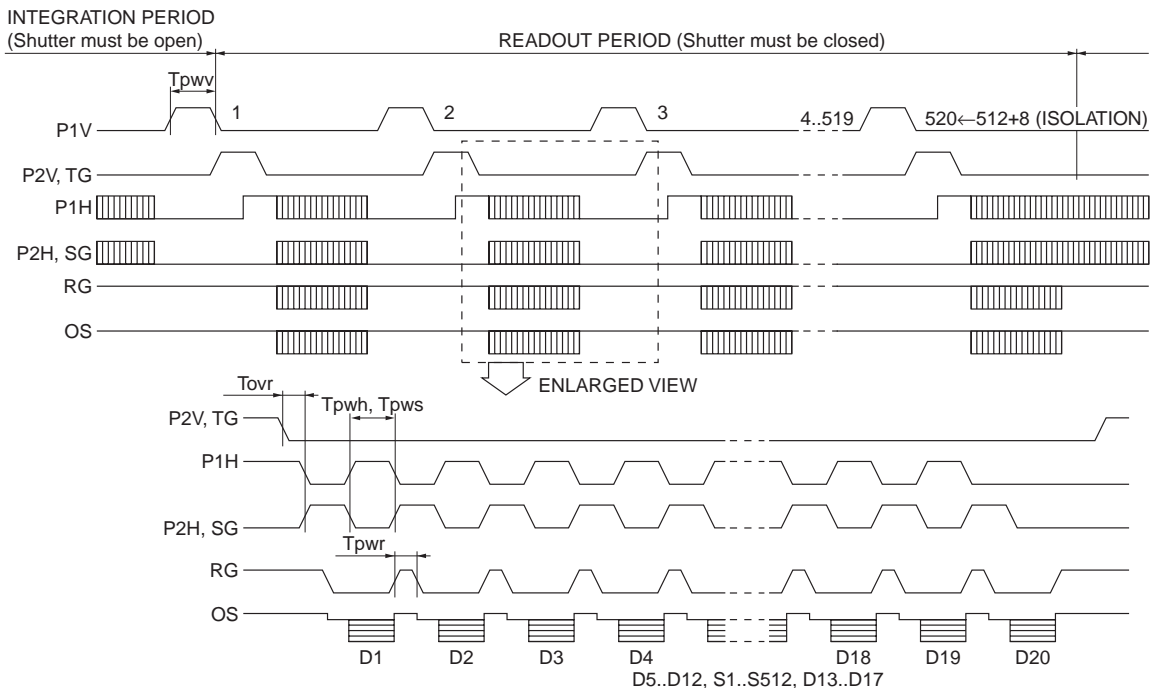 INTEGRATION PERIOD
(Shutter must be open)
READOUT PERIOD (Shutter must be closed)
Tpwv
P1V
1
2
3
4..519
520←512+8 (ISOLATION)
P2V, TG
P1H
P2H, SG
RG
OS
ENLARGED VIEW
Tovr
Tpwh, Tpws
P2V, TG
P1H
P2H, SG
Tpwr
RG
OS
D1
D2
D3
D4
D18
D19
D20
D5..D12, S1..S512, D13..D17